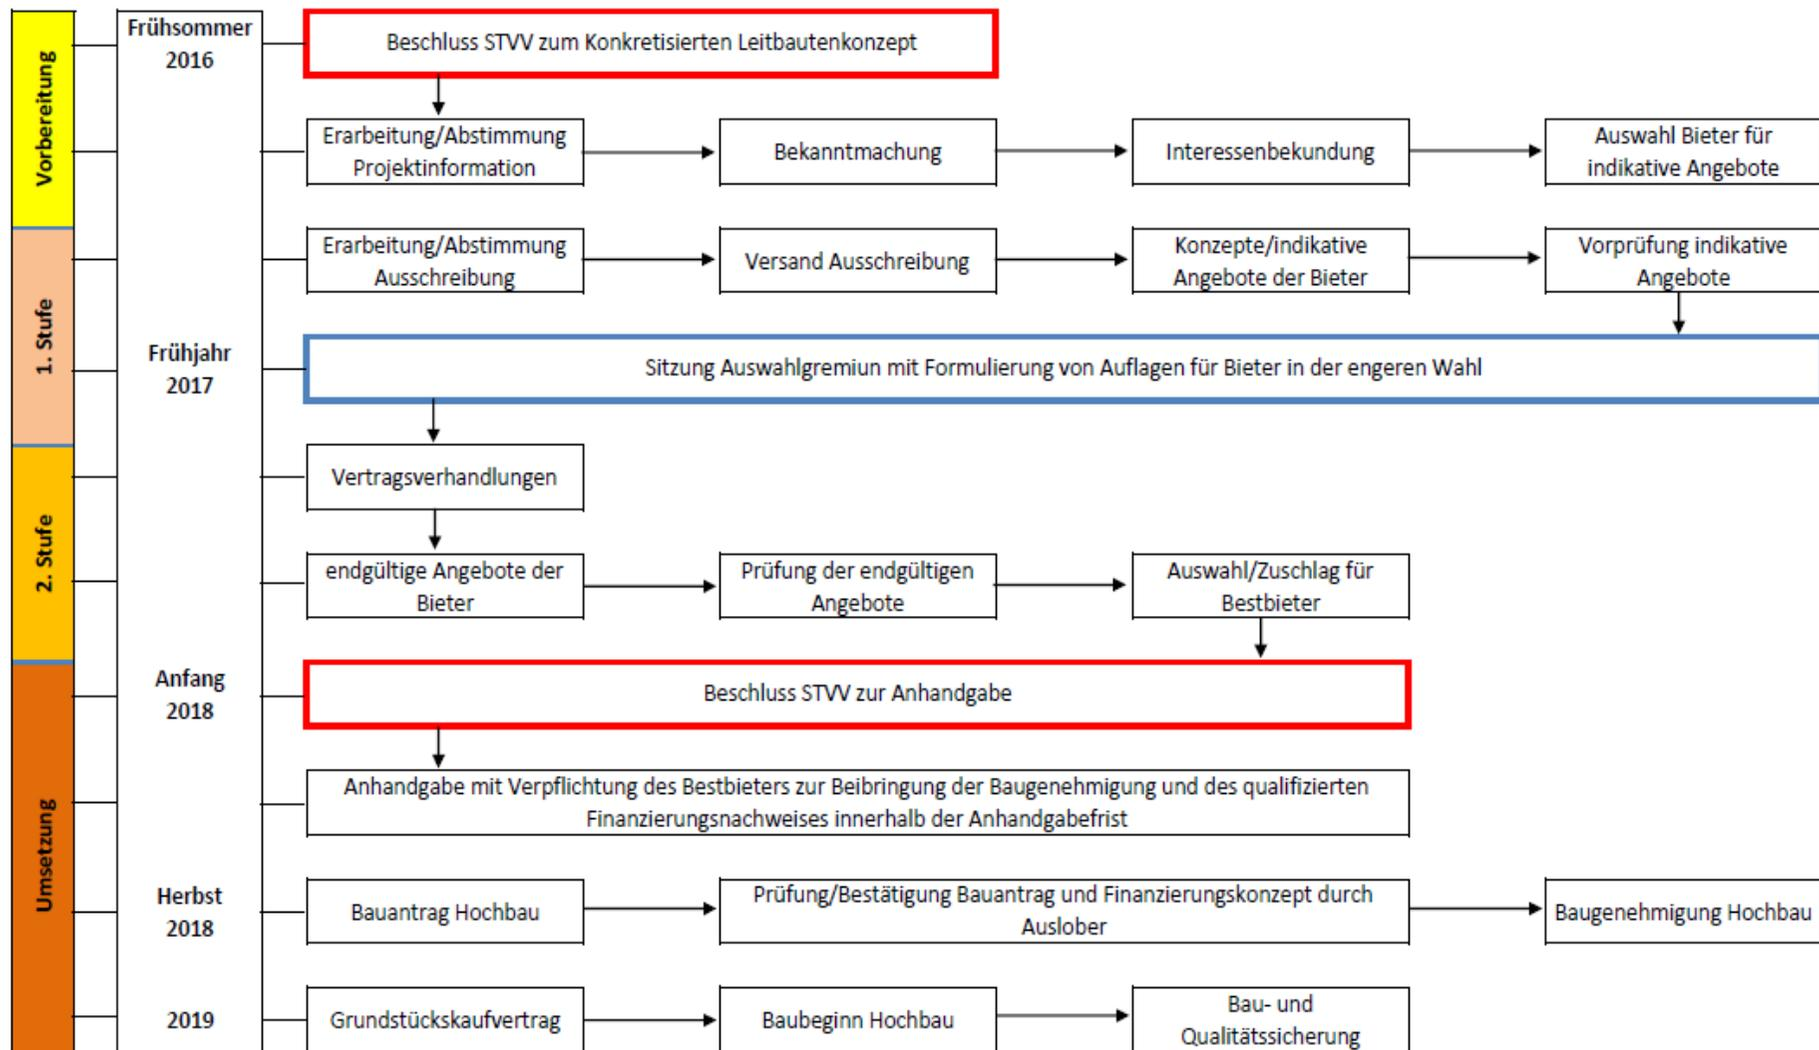 Vorbereitung
Frühsommer
2016
Beschluss STVV zum Konkretisierten Leitbautenkonzept
Erarbeitung/Abstimmung
Projektinformation
Bekanntmachung
Interessenbekundung
Auswahl Bieter für
indikative Angebote
1. Stufe
Erarbeitung/Abstimmung
Ausschreibung
Versand Ausschreibung
Konzepte/indikative
Angebote der Bieter
Vorprüfung indikative
Angebote
Frühjahr
2017
Sitzung Auswahlgremiun mit Formulierung von Auflagen für Bieter in der engeren Wahl
2. Stufe
Vertragsverhandlungen
endgültige Angebote der
Bieter
Prüfung der endgültigen
Angebote
Auswahl/Zuschlag für
Bestbieter
Umsetzung
Anfang
2018
Beschluss STVV zur Anhandgabe
Anhandgabe mit Verpflichtung des Bestbieters zur Beibringung der Baugenehmigung und des qualifizierten
Finanzierungsnachweises innerhalb der Anhandgabefrist
Herbst
2018
Bauantrag Hochbau
Prüfung/Bestätigung Bauantrag und Finanzierungskonzept durch
Auslober
Baugenehmigung Hochbau
2019
Grundstückskaufvertrag
Baubeginn Hochbau
Bau- und
Qualitätssicherung